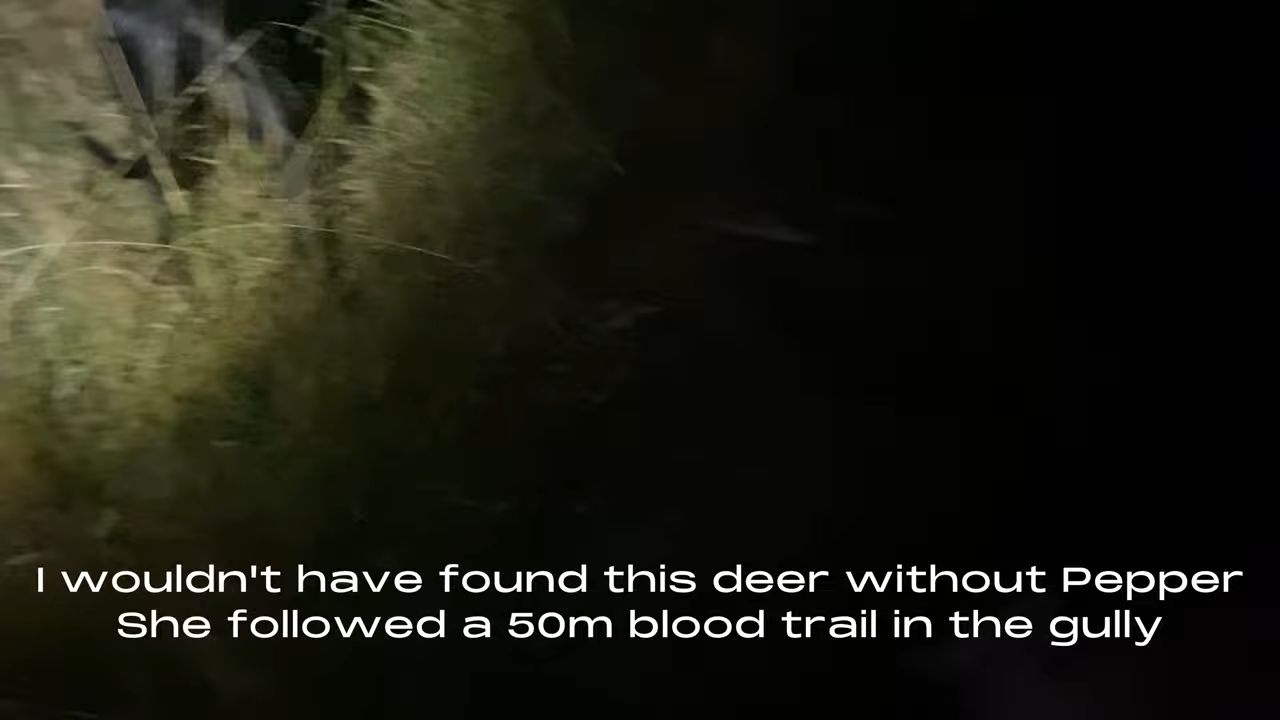 I wouldn't have found this deer without Pepper
She followed a 50m blood trail in the gully